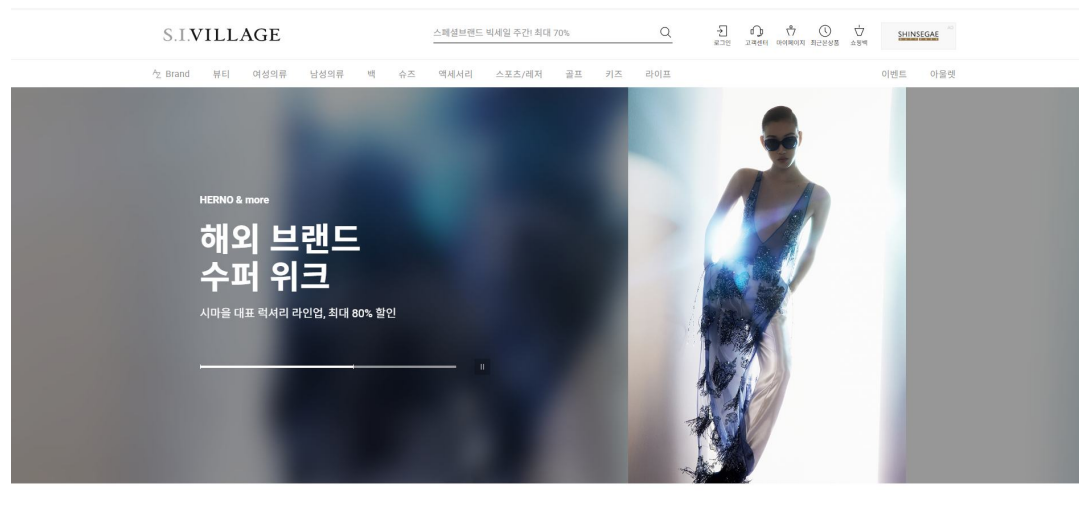 S.I.VILLAGE
스페셜브랜드 빅세일 주간! 최대 70%
로그인
고객센터
마이페이지
최근본상품
쇼핑백
SHINSEGAE
Brand
뷰티
여성의류
남성의류
백
슈즈
액세서리
스포츠/레저
골프
키즈
라이프
이벤트
아울렛
HERNO & more
해외 브랜드
수퍼 위크
시마을 대표 럭셔리 라인업, 최대 80% 할인